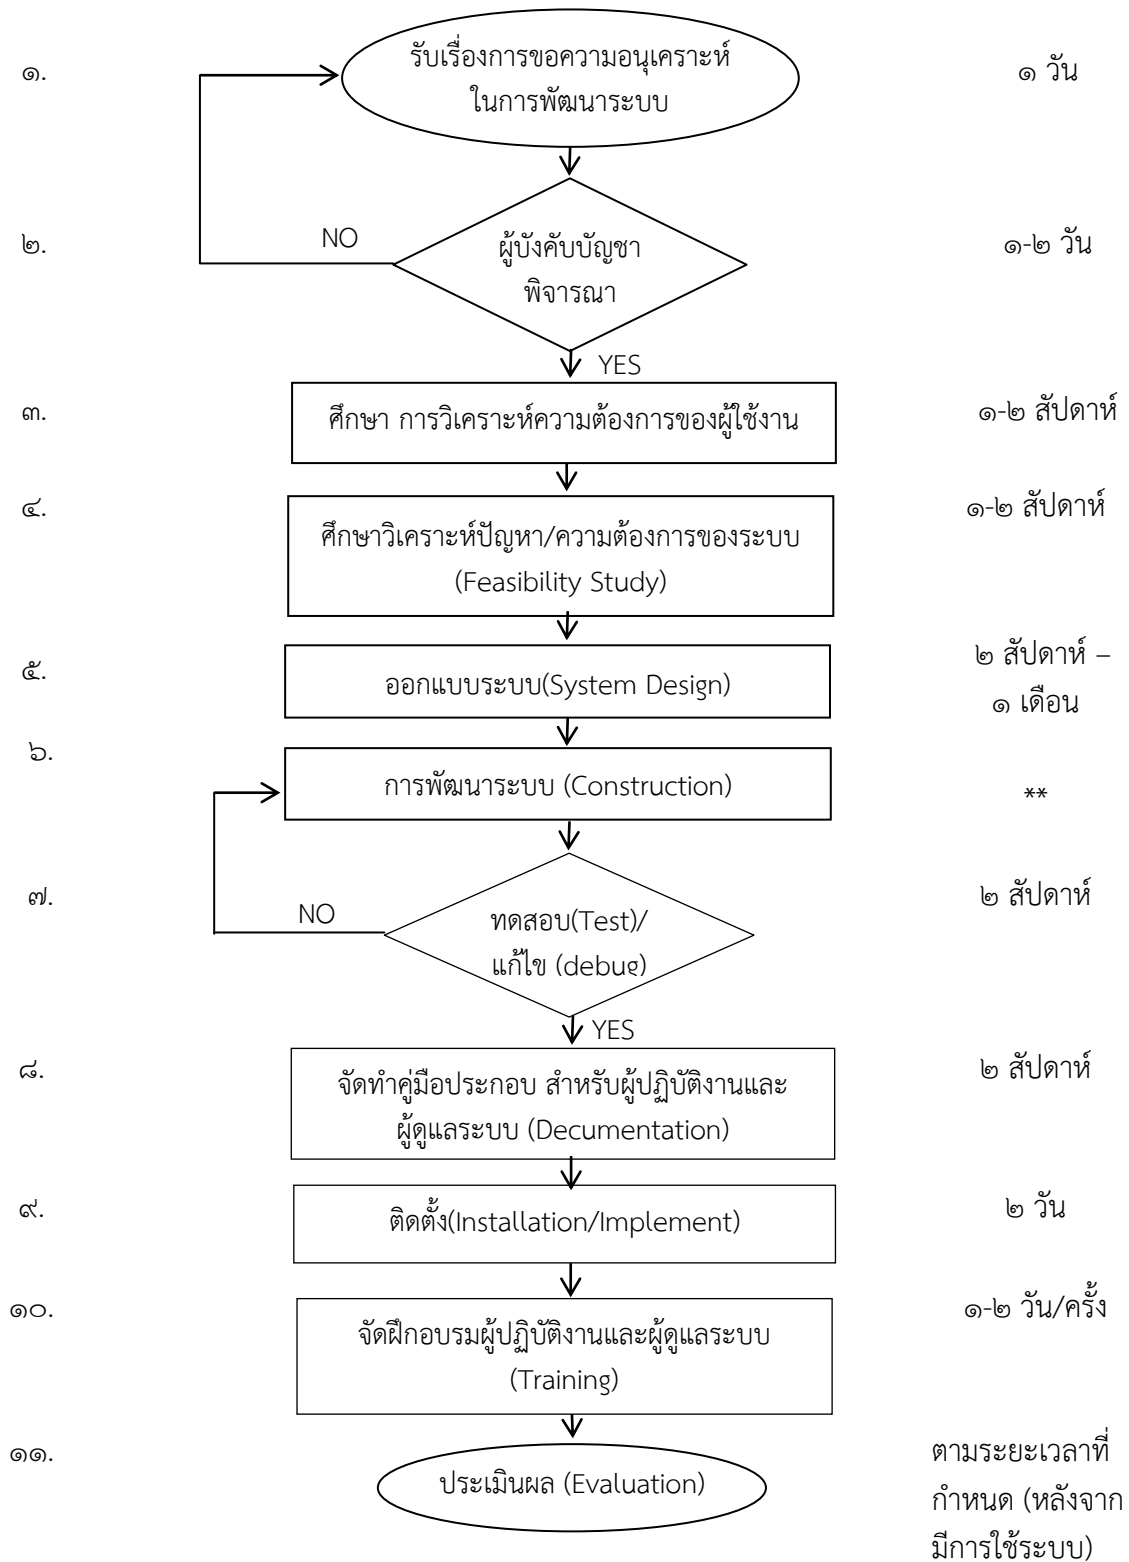 ๑.
รับเรื่องการขอความอนุเคราะห์
ในการพัฒนาระบบ
๑ วัน
๒.
NO
ผู้บังคับบัญชา
พิจารณา
๑-๒ วัน
YES
๓.
ศึกษา การวิเคราะห์ความต้องการของผู้ใช้งาน
๑-๒ สัปดาห์
๔.
ศึกษาวิเคราะห์ปัญหา/ความต้องการของระบบ
(Feasibility Study)
๑-๒ สัปดาห์
๕.
ออกแบบระบบ(System Design)
๒ สัปดาห์ –
๑ เดือน
๖.
การพัฒนาระบบ (Construction)
**
๗.
NO
ทดสอบ(Test)/
แก้ไข (debug)
๒ สัปดาห์
YES
๘.
จัดทำคู่มือประกอบ สำหรับผู้ปฏิบัติงานและ
ผู้ดูแลระบบ (Decumentation)
๒ สัปดาห์
๙.
ติดตั้ง(Installation/Implement)
๒ วัน
๑๐.
จัดฝึกอบรมผู้ปฏิบัติงานและผู้ดูแลระบบ
(Training)
๑-๒ วัน/ครั้ง
๑๑.
ประเมินผล (Evaluation)
ตามระยะเวลาที่
กำหนด (หลังจาก
มีการใช้ระบบ)